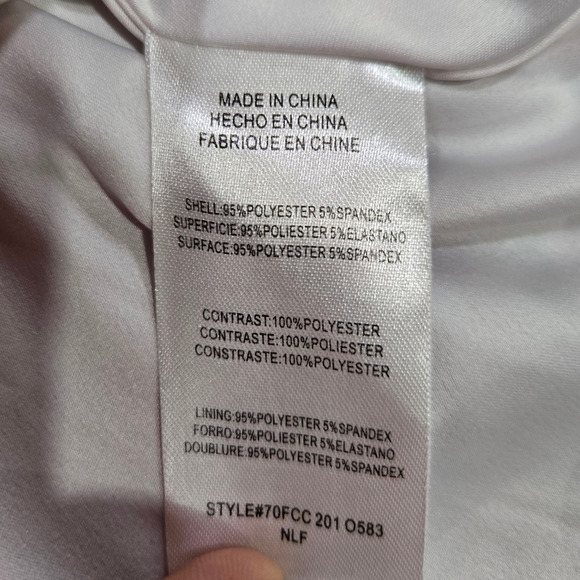 MADE IN CHINA
HECHO EN CHINA
FABRIQUE EN CHINE
SHELL:95%POLYESTER 5%SPANDEX
SUPERFICIE:95%POLIESTER 5%ELASTANO
SURFACE:95%POLYESTER 5%SPANDEX
CONTRAST:100%POLYESTER
CONTRASTE:100%POLIESTER
CONSTRASTE:100%POLYESTER
LINING:95%POLYESTER 5%SPANDEX
FORRO:95%POLIESTER 5%ELASTANO
DOUBLURE:95%POLYESTER 5%SPANDEX
STYLE#70FCC 201 O583
NLF